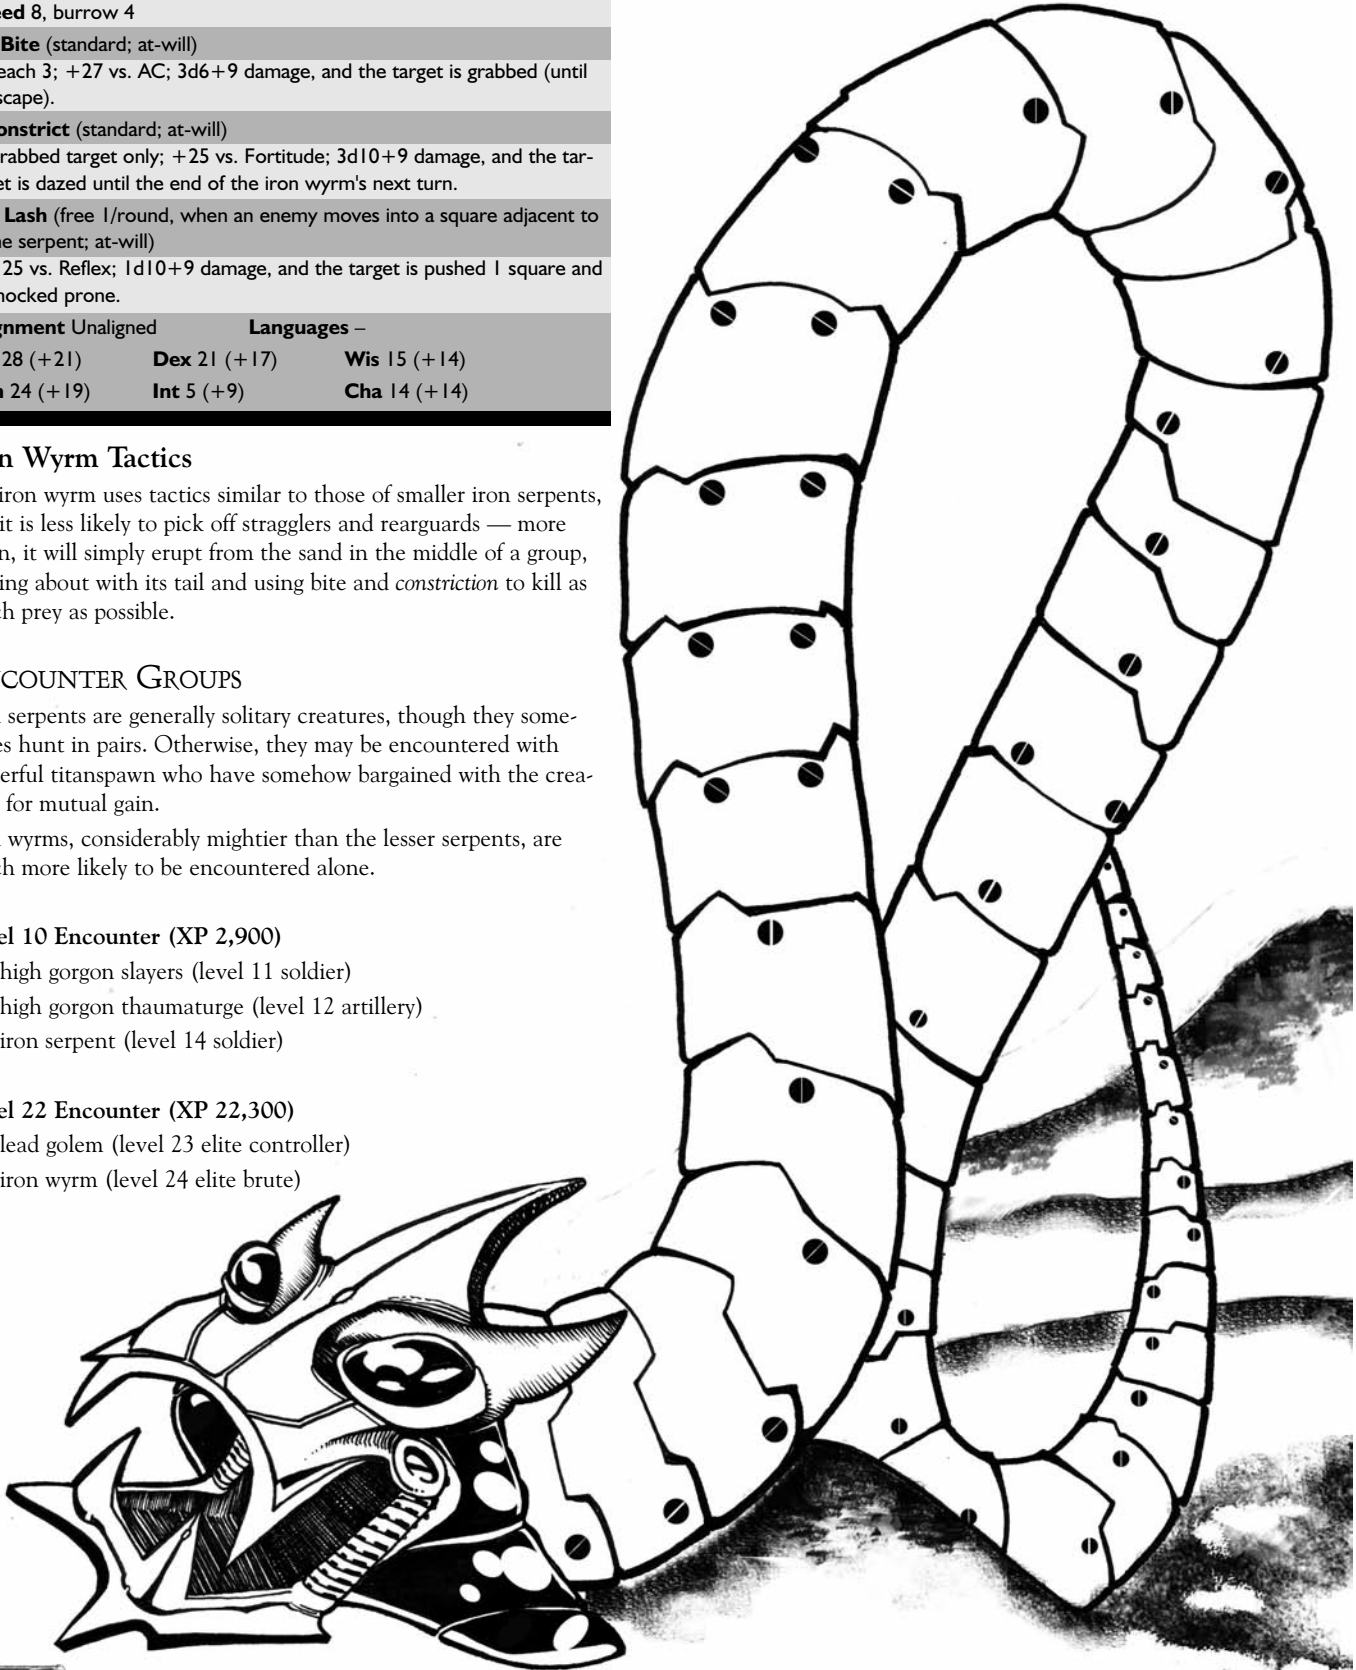 eed 8, burrow 4
Bite (standard; at-will)
each 3; +27 vs. AC; 3d6+9 damage, and the target is grabbed (until
scape).
onstrict (standard; at-will)
rabbed target only; +25 vs. Fortitude; 3d10+9 damage, and the tar-
et is dazed until the end of the iron wyrm's next turn.
Lash (free 1/round, when an enemy moves into a square adjacent to
he serpent; at-will)
25 vs. Reflex; 1d10+9 damage, and the target is pushed 1 square and
nocked prone.
gnment Unaligned Languages –
28 (+21) Dex 21 (+17) Wis 15 (+14)
n 24 (+19) Int 5 (+9) Cha 14 (+14)
n Wyrm Tactics
iron wyrm uses tactics similar to those of smaller iron serpents,
it is less likely to pick off stragglers and rearguards — more
n, it will simply erupt from the sand in the middle of a group,
ing about with its tail and using bite and constriction to kill as
ch prey as possible.
COUNTER GROUPS
serpents are generally solitary creatures, though they some-
es hunt in pairs. Otherwise, they may be encountered with
erful titanspawn who have somehow bargained with the crea-
for mutual gain.
wyrms, considerably mightier than the lesser serpents, are
ch more likely to be encountered alone.
el 10 Encounter (XP 2,900)
high gorgon slayers (level 11 soldier)
high gorgon thaumaturge (level 12 artillery)
iron serpent (level 14 soldier)
el 22 Encounter (XP 22,300)
lead golem (level 23 elite controller)
iron wyrm (level 24 elite brute)